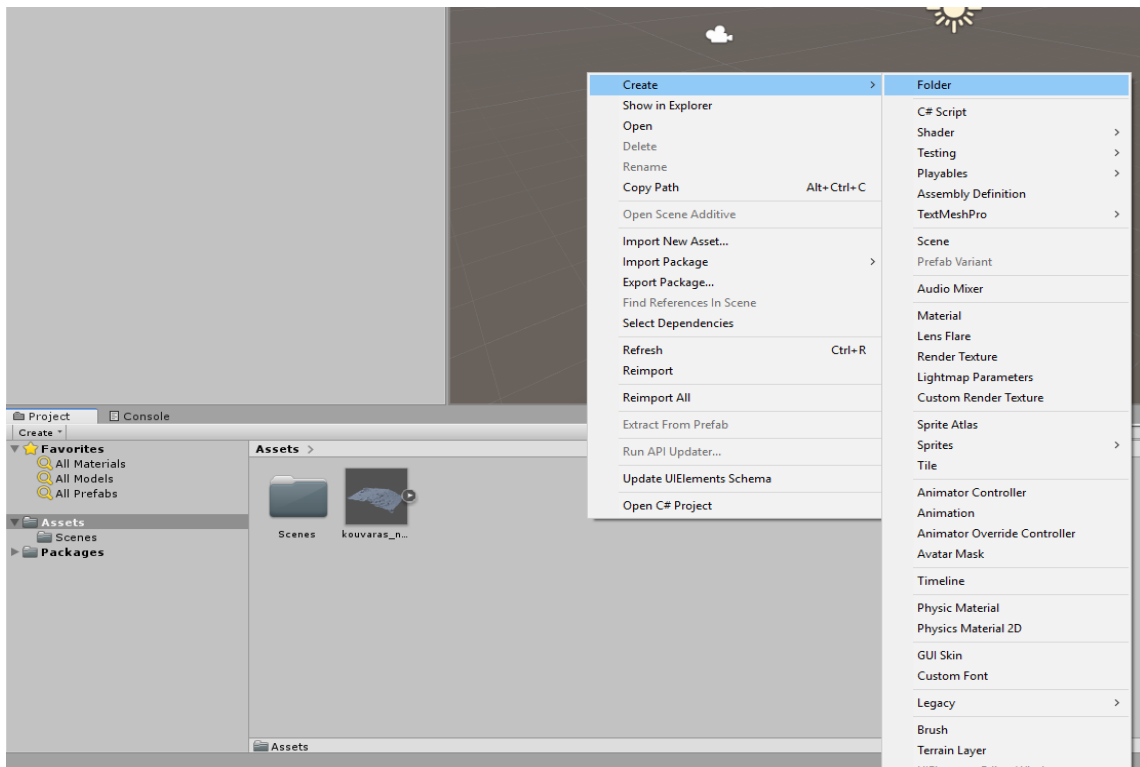 Create
Show in Explorer
Open
Delete
Rename
Copy Path Alt+Ctrl+C
Open Scene Additive
Import New Asset...
Import Package
Export Package...
Find References In Scene
Select Dependencies
Refresh Ctrl+R
Reimport
Reimport All
Extract From Prefab
Run API Updater...
Update UIElements Schema
Open C# Project
Folder
C# Script
Shader
Testing
Playables
Assembly Definition
TextMeshPro
Scene
Prefab Variant
Audio Mixer
Material
Lens Flare
Render Texture
Lightmap Parameters
Custom Render Texture
Sprite Atlas
Sprites
Tile
Animator Controller
Animation
Animator Override Controller
Avatar Mask
Timeline
Physic Material
Physics Material 2D
GUI Skin
Custom Font
Legacy
Brush
Terrain Layer
Project Console
Create
Favorites
All Materials
All Models
All Prefabs
Assets
Scenes
Packages
Assets >
Scenes kouvaras_n...
Assets